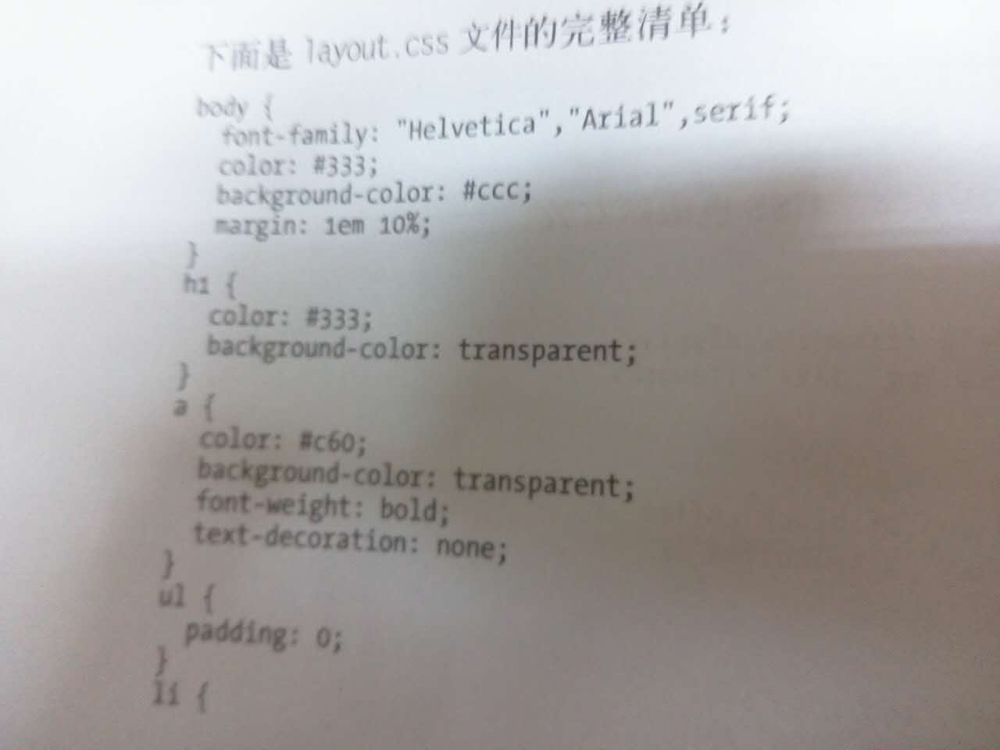 下面是 layout.css 文件的完整清单：
body {
  font-family: "Helvetica","Arial",serif;
  color: #333;
  background-color: #ccc;
  margin: 1em 10%;
}
h1 {
  color: #333;
  background-color: transparent;
}
a {
  color: #c60;
  background-color: transparent;
  font-weight: bold;
  text-decoration: none;
}
ul {
  padding: 0;
}
li {